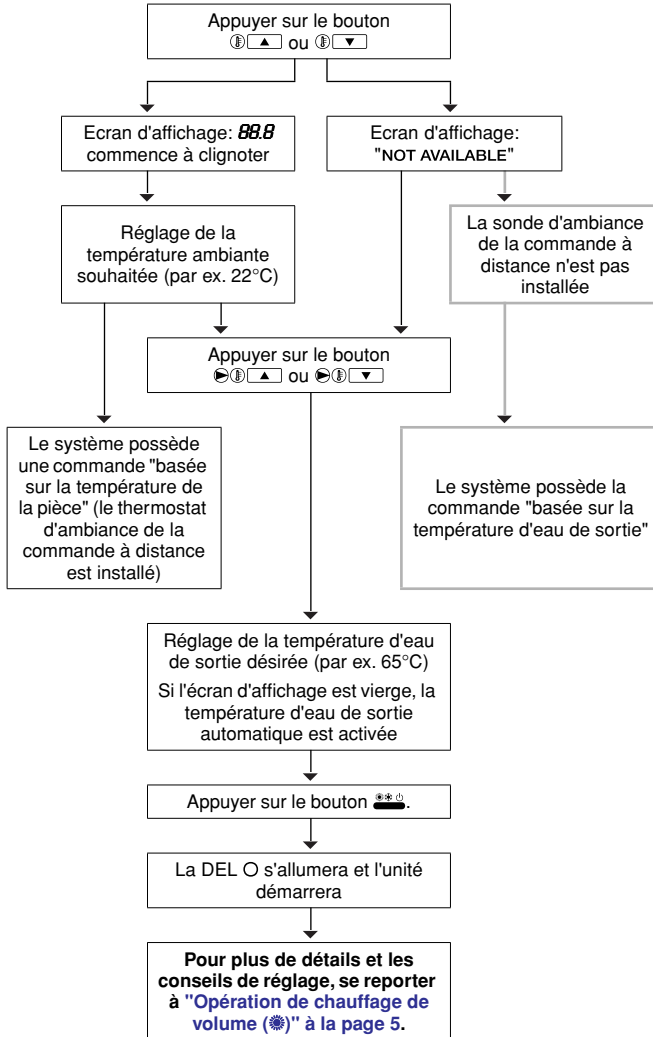 Appuyer sur le bouton
▲ ou ▼
Ecran d'affichage: 88.8
commence à clignoter
Ecran d'affichage:
"NOT AVAILABLE"
Réglage de la
température ambiante
souhaitée (par ex. 22°C)
La sonde d'ambiance
de la commande à
distance n'est pas
installée
Appuyer sur le bouton
▲ ou ▼
Le système possède
une commande "basée
sur la température de
la pièce" (le thermostat
d'ambiance de la
commande à distance
est installé)
Le système possède la
commande "basée sur la
température d'eau de sortie"
Réglage de la température d'eau
de sortie désirée (par ex. 65°C)
Si l'écran d'affichage est vierge, la
température d'eau de sortie
automatique est activée
Appuyer sur le bouton .
La DEL s'allumera et l'unité
démarrera
Pour plus de détails et les
conseils de réglage, se reporter
à "Opération de chauffage de
volume ()" à la page 5.